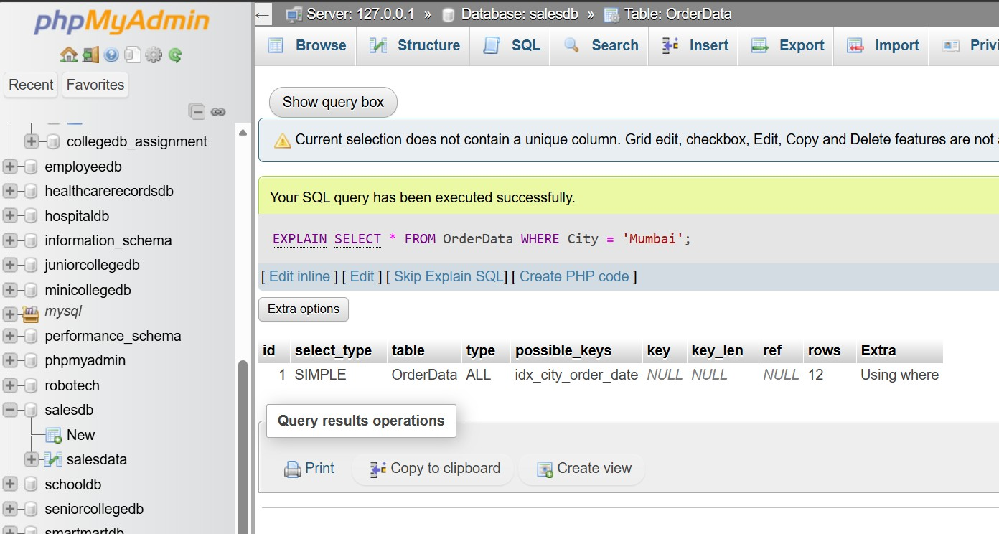 phpMyAdmin
Recent Favorites
collegedb_assignment
employeedb
healthcarerecordsdb
hospitaldb
information_schema
juniorcollegedb
minicollegedb
mysql
performance_schema
phpmyadmin
robotech
salesdb
New
salesdata
schooldb
seniorcollegedb
smartmartdb
← Server: 127.0.0.1 » Database: salesdb » Table: OrderData
Browse Structure SQL Search Insert Export Import Privi
Show query box
Current selection does not contain a unique column. Grid edit, checkbox, Edit, Copy and Delete features are not
Your SQL query has been executed successfully.
EXPLAIN SELECT * FROM OrderData WHERE City = 'Mumbai';
[ Edit inline ] [ Edit ] [ Skip Explain SQL] [ Create PHP code ]
Extra options
id select_type table type possible_keys key key_len ref rows Extra
1 SIMPLE OrderData ALL idx_city_order_date NULL NULL NULL 12 Using where
Query results operations
Print Copy to clipboard Create view